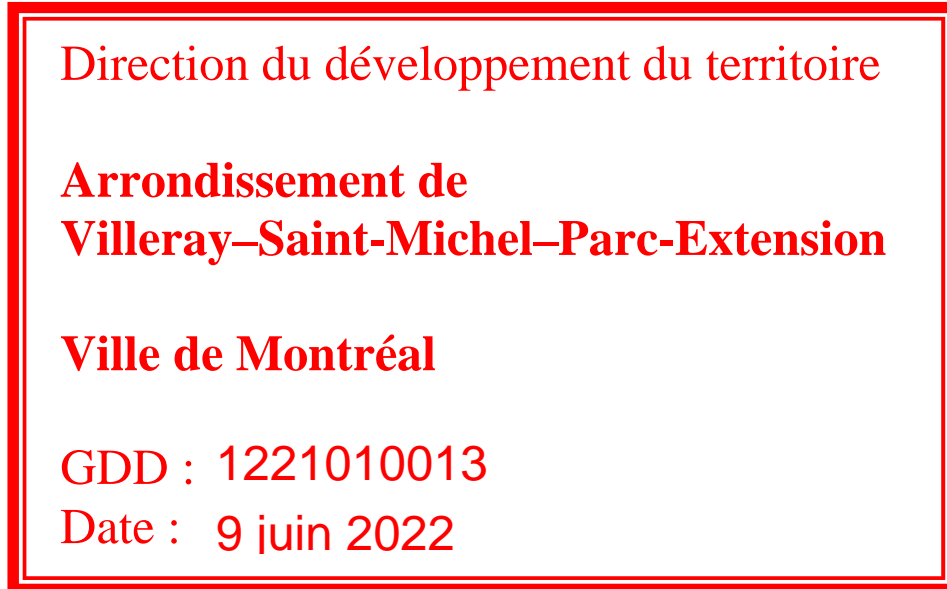 Direction du développement du territoire
Arrondissement de
Villeray–Saint-Michel–Parc-Extension
Ville de Montréal
GDD : 1221010013
Date : 9 juin 2022